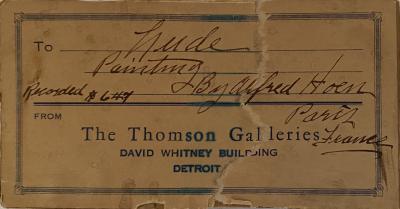 To Nude
Painting
Recorded $647 By Alfred Hoen
Paris
FROM France
The Thomson Galleries
DAVID WHITNEY BUILDING
DETROIT